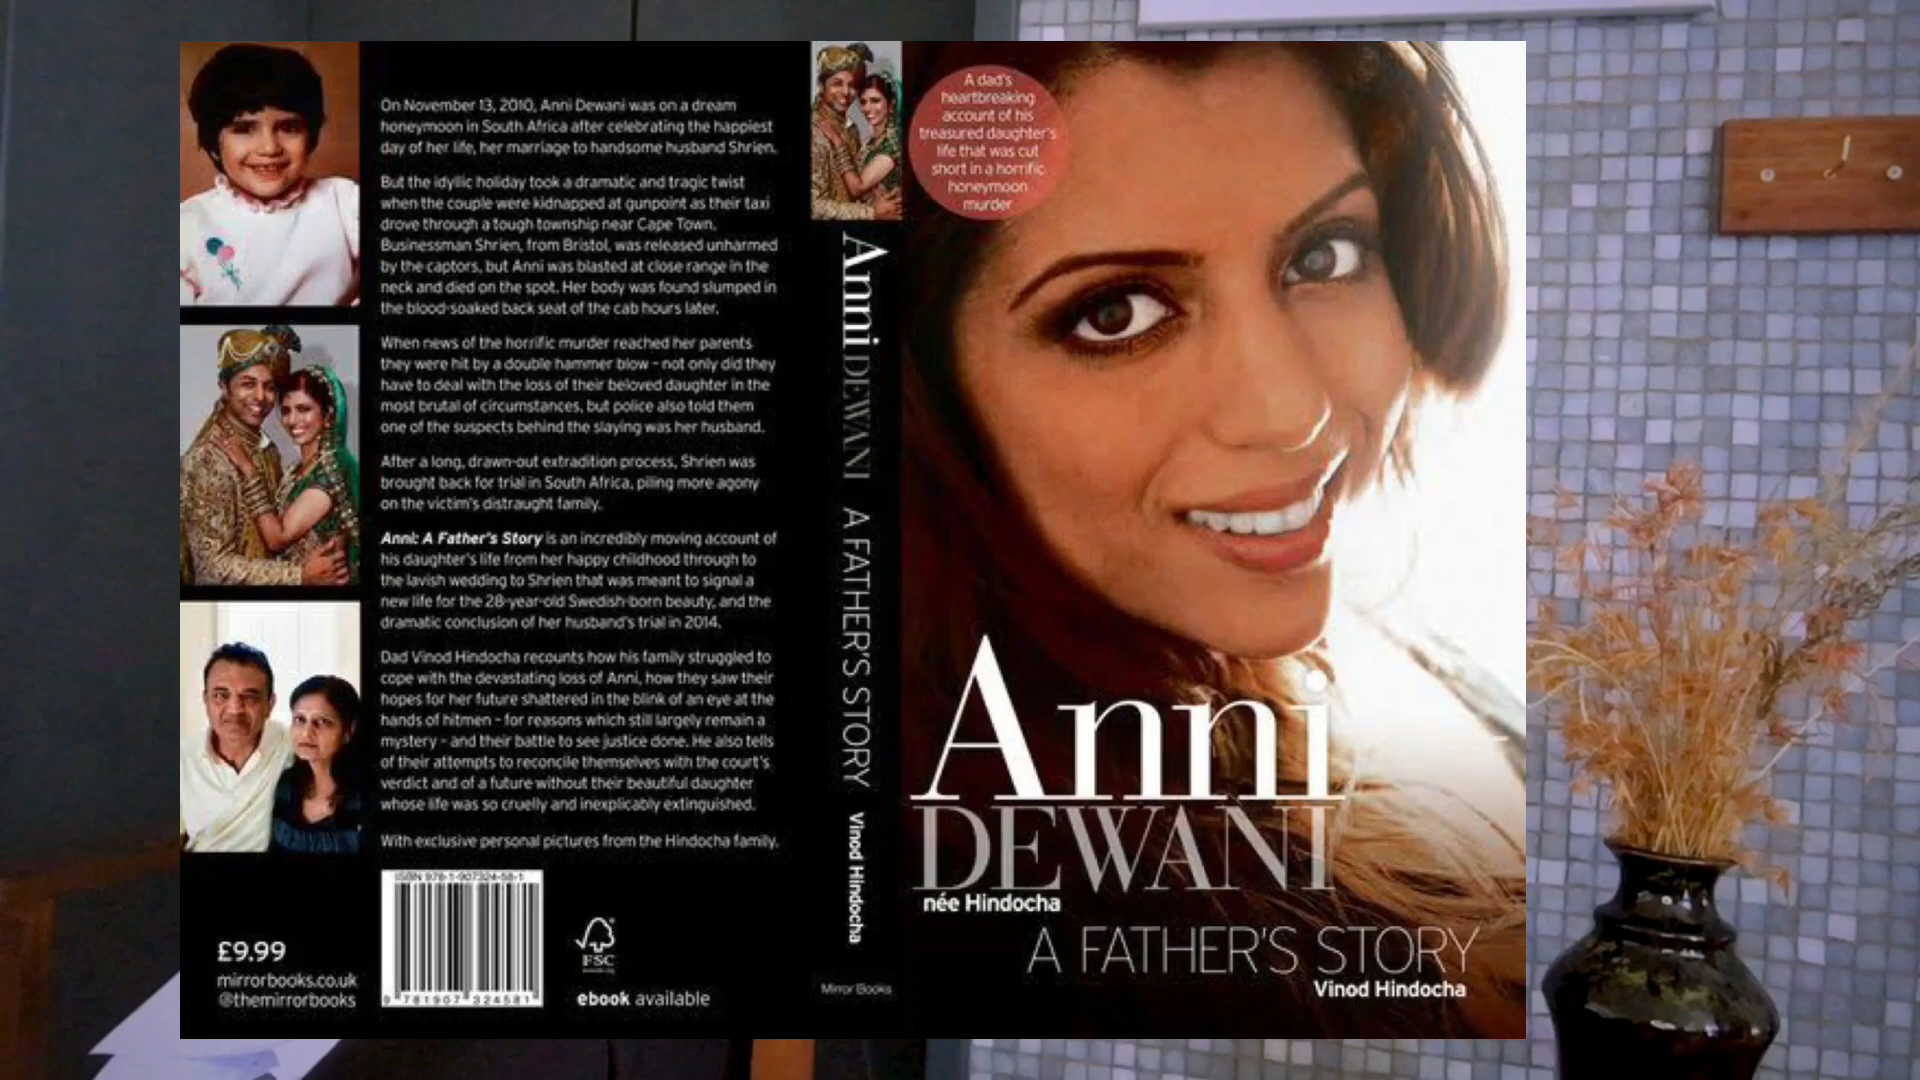 On November 13, 2010, Anni Dewani was on a dream
honeymoon in South Africa after celebrating the happiest
day of her life, her marriage to handsome husband Shrien.
But the idyllic holiday took a dramatic and tragic twist
when the couple were kidnapped at gunpoint as their taxi
drove through a tough township near Cape Town.
Businessman Shrien, from Bristol, was released unharmed
by the captors, but Anni was blasted at close range in the
neck and died on the spot. Her body was found slumped in
the blood-soaked back seat of the cab hours later.
When news of the horrific murder reached her parents
they were hit by a double hammer blow – not only did they
have to deal with the loss of their beloved daughter in the
most brutal of circumstances, but police also told them
one of the suspects behind the slaying was her husband.
After a long, drawn-out extradition process, Shrien was
brought back for trial in South Africa, piling more agony
on the victim's distraught family.
Anni: A Father's Story is an incredibly moving account of
his daughter's life from her happy childhood through to
the lavish wedding to Shrien that was meant to signal a
new life for the 28-year-old Swedish-born beauty, and the
dramatic conclusion of her husband's trial in 2014.
Dad Vinod Hindocha recounts how his family struggled to
cope with the devastating loss of Anni, how they saw their
hopes for her future shattered in the blink of an eye at the
hands of hitmen – for reasons which still largely remain a
mystery – and their battle to see justice done. He also tells
of their attempts to reconcile themselves with the court's
verdict and of a future without their beautiful daughter
whose life was so cruelly and inexplicably extinguished.
With exclusive personal pictures from the Hindocha family.
ISBN 978-1-907324-58-1
9 781907 324581
£9.99
mirrorbooks.co.uk
@themirrorbooks
FSC
ebook available
Anni DEWANI A FATHER'S STORY Vinod Hindocha
Mirror Books
A dad's
heartbreaking
account of his
treasured daughter's
life that was cut
short in a horrific
honeymoon
murder
Anni
DEWANI
née Hindocha
A FATHER'S STORY
Vinod Hindocha